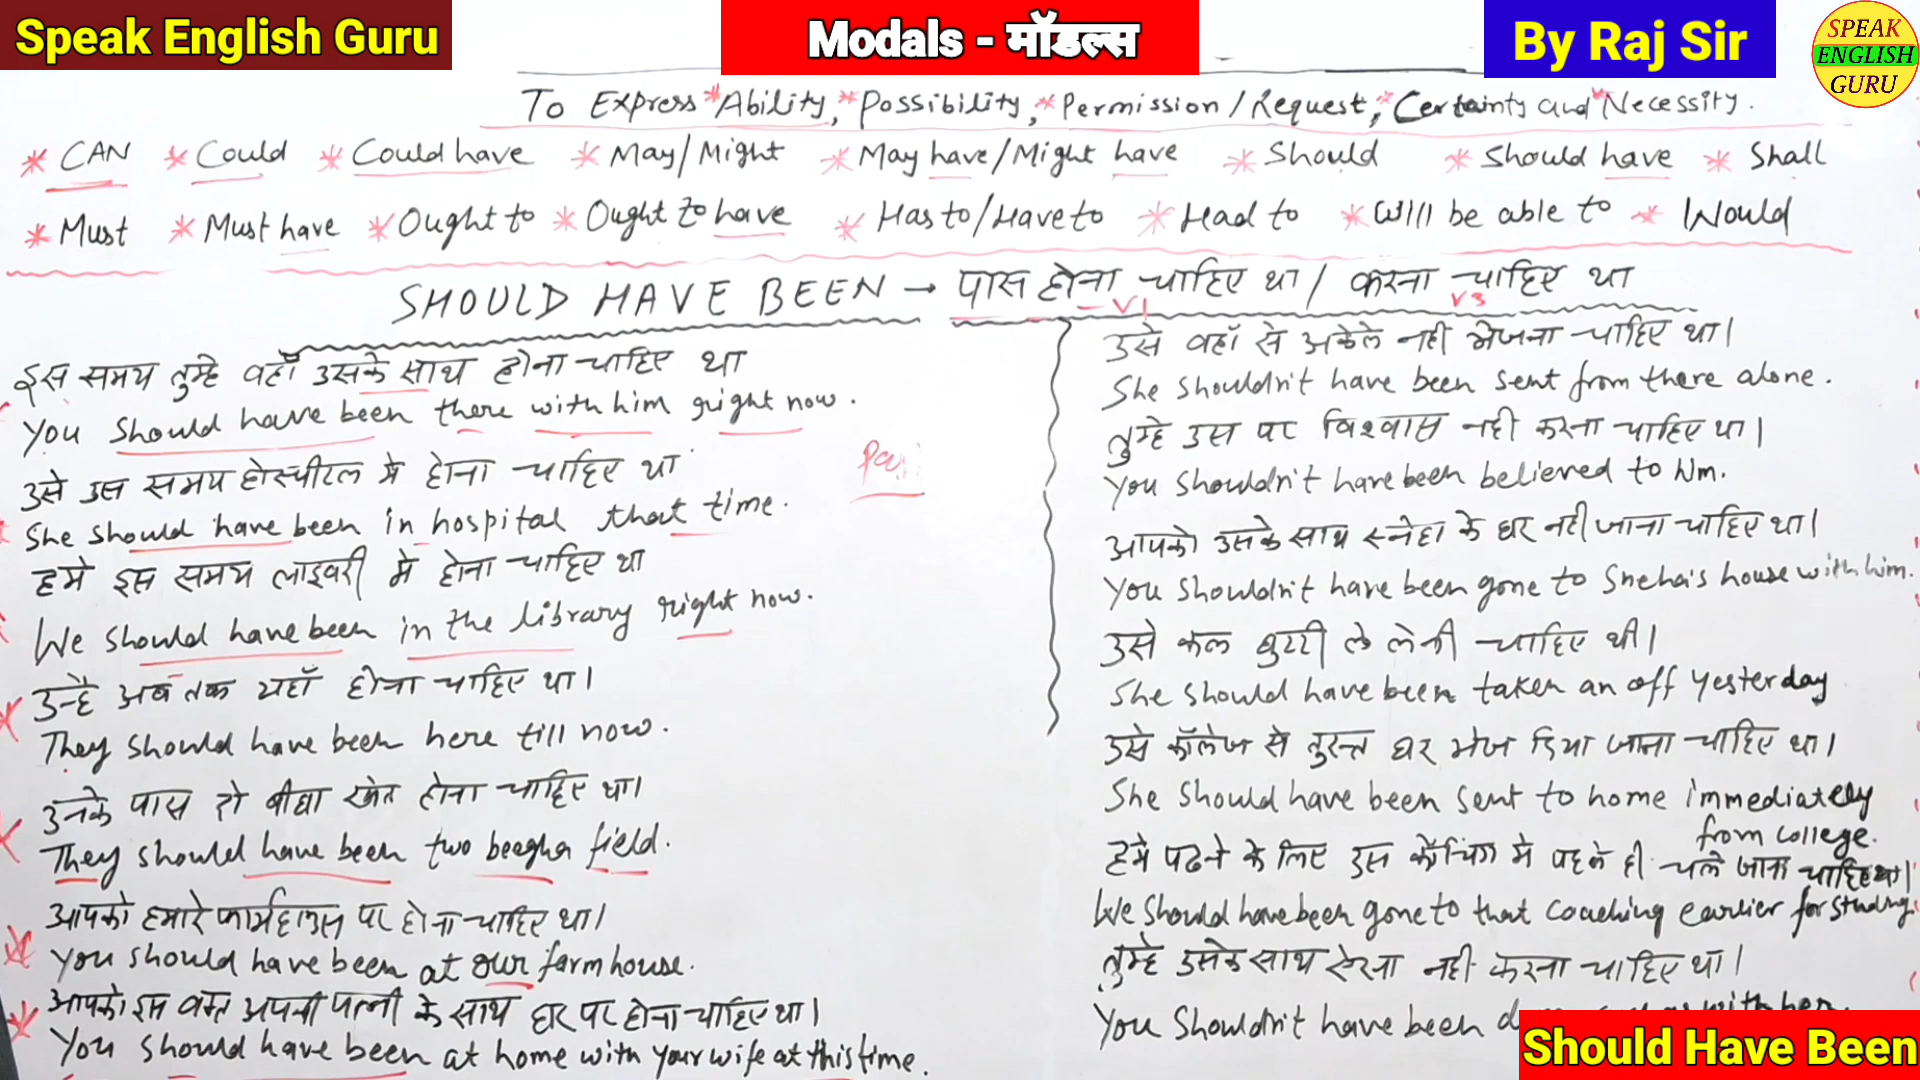 Speak English Guru
Modals - मॉडल्स
By Raj Sir
SPEAK
ENGLISH
GURU
To Express *Ability, *Possibility, *Permission/Request, *Certainty and *Necessity.
* CAN * Could * Could have * May/Might * May have/Might have * Should * Should have * Shall
* Must * Must have * Ought to * Ought to have * Has to/Have to * Had to * Will be able to * Would
SHOULD HAVE BEEN → पास होना चाहिए था / करना चाहिए था
V1 V3
इस समय तुम्हे वहाँ उसके साथ होना चाहिए था
You should have been there with him right now.
उसे उस समय होस्पीटल मे होना चाहिए था
She should have been in hospital that time.
हमे इस समय लाइबरी मे होना चाहिए था
We should have been in the library right now.
उन्हे अब तक यहाँ होना चाहिए था।
They should have been here till now.
उनके पास दो बीघा खेत होना चाहिए था।
They should have been two beegha field.
आपको हमारे फार्महाउस पर होना चाहिए था।
You should have been at our farmhouse.
आपको इस वक्त अपनी पत्नी के साथ घर पर होना चाहिए था।
You should have been at home with your wife at this time.
उसे वहाँ से अकेले नही भेजना चाहिए था।
She shouldn't have been sent from there alone.
तुम्हे उस पर विश्वास नही करना चाहिए था।
You shouldn't have been believed to him.
आपको उसके साथ स्नेहा के घर नही जाना चाहिए था।
You shouldn't have been gone to Sneha's house with him.
उसे कल छुटटी ले लेनी चाहिए थी।
She should have been taken an off yesterday
उसे कॉलेज से तुरन्त घर भेज दिया जाना चाहिए था।
She should have been sent to home immediately
from college.
हमे पढने के लिए उस कोचिंग मे पहले ही चले जाना चाहिए था।
We should have been gone to that coaching earlier for studying.
तुम्हे उसके साथ ऐसा नही करना चाहिए था।
You shouldn't have been with her.
Should Have Been